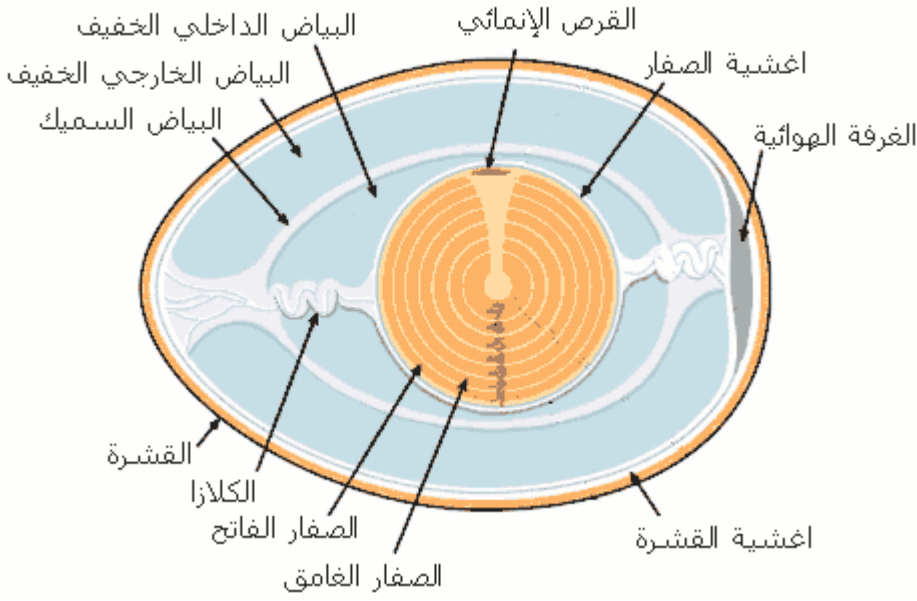 القرص الإنمائي
البياض الداخلي الخفيف
اغشية الصفار
البياض الخارجي الخفيف
البياض السميك
الغرفة الهوائية
القشرة
الكلازا
الصفار الفاتح
اغشية القشرة
الصفار الغامق